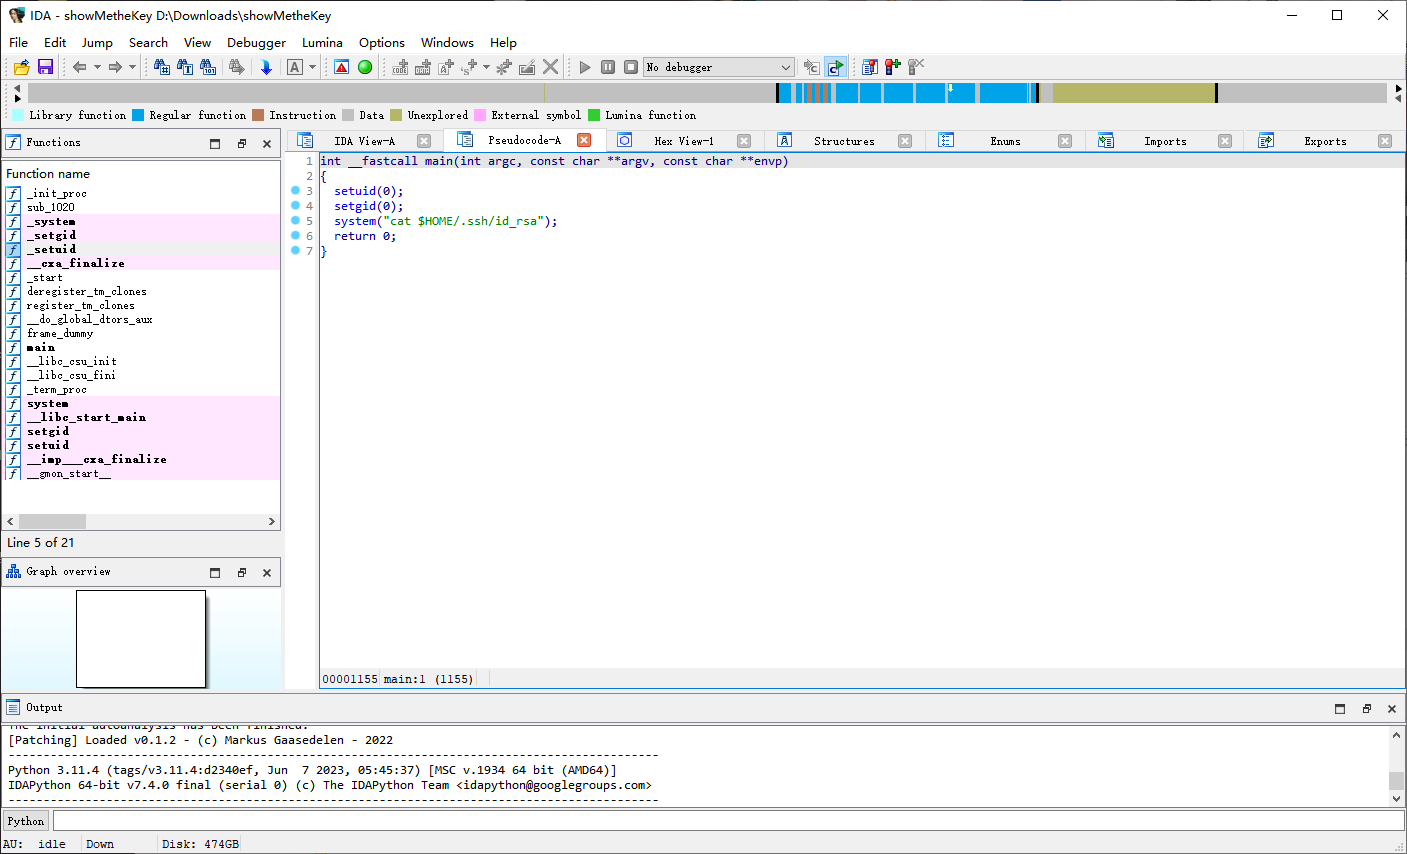 IDA - showMetheKey D:\Downloads\showMetheKey
File Edit Jump Search View Debugger Lumina Options Windows Help
No debugger
Library function Regular function Instruction Data Unexplored External symbol Lumina function
Functions
IDA View-A Pseudocode-A Hex View-1 Structures Enums Imports Exports
Function name
_init_proc
sub_1020
_system
_setgid
_setuid
__cxa_finalize
_start
deregister_tm_clones
register_tm_clones
__do_global_dtors_aux
frame_dummy
main
__libc_csu_init
__libc_csu_fini
_term_proc
system
__libc_start_main
setgid
setuid
__imp___cxa_finalize
__gmon_start__
Line 5 of 21
Graph overview
1 int __fastcall main(int argc, const char **argv, const char **envp)
2 {
3 setuid(0);
4 setgid(0);
5 system("cat $HOME/.ssh/id_rsa");
6 return 0;
7 }
00001155 main:1 (1155)
Output
The initial autoanalysis has been finished.
[Patching] Loaded v0.1.2 - (c) Markus Gaasedelen - 2022
---------------------------------------------------------------------------------------------
Python 3.11.4 (tags/v3.11.4:d2340ef, Jun  7 2023, 05:45:37) [MSC v.1934 64 bit (AMD64)]
IDAPython 64-bit v7.4.0 final (serial 0) (c) The IDAPython Team <idapython@googlegroups.com>
---------------------------------------------------------------------------------------------
Python
AU: idle Down Disk: 474GB